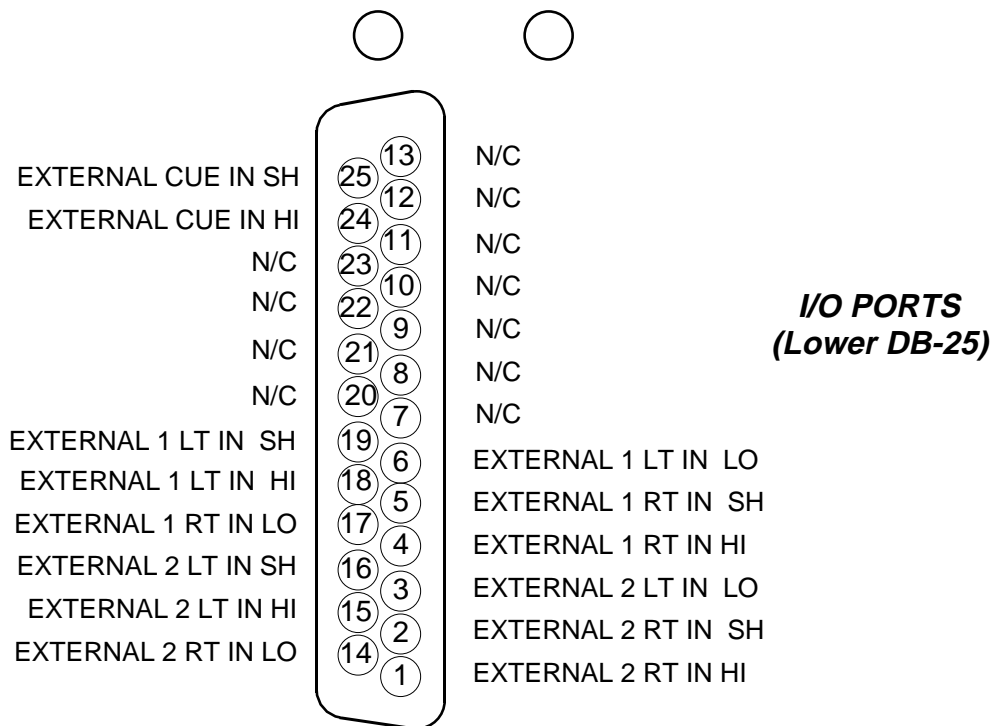 EXTERNAL CUE IN SH
EXTERNAL CUE IN HI
N/C
N/C
N/C
N/C
EXTERNAL 1 LT IN SH
EXTERNAL 1 LT IN HI
EXTERNAL 1 RT IN LO
EXTERNAL 2 LT IN SH
EXTERNAL 2 LT IN HI
EXTERNAL 2 RT IN LO
25
24
23
22
21
20
19
18
17
16
15
14
13
12
11
10
9
8
7
6
5
4
3
2
1
N/C
N/C
N/C
N/C
N/C
N/C
N/C
EXTERNAL 1 LT IN LO
EXTERNAL 1 RT IN SH
EXTERNAL 1 RT IN HI
EXTERNAL 2 LT IN LO
EXTERNAL 2 RT IN SH
EXTERNAL 2 RT IN HI
I/O PORTS
(Lower DB-25)